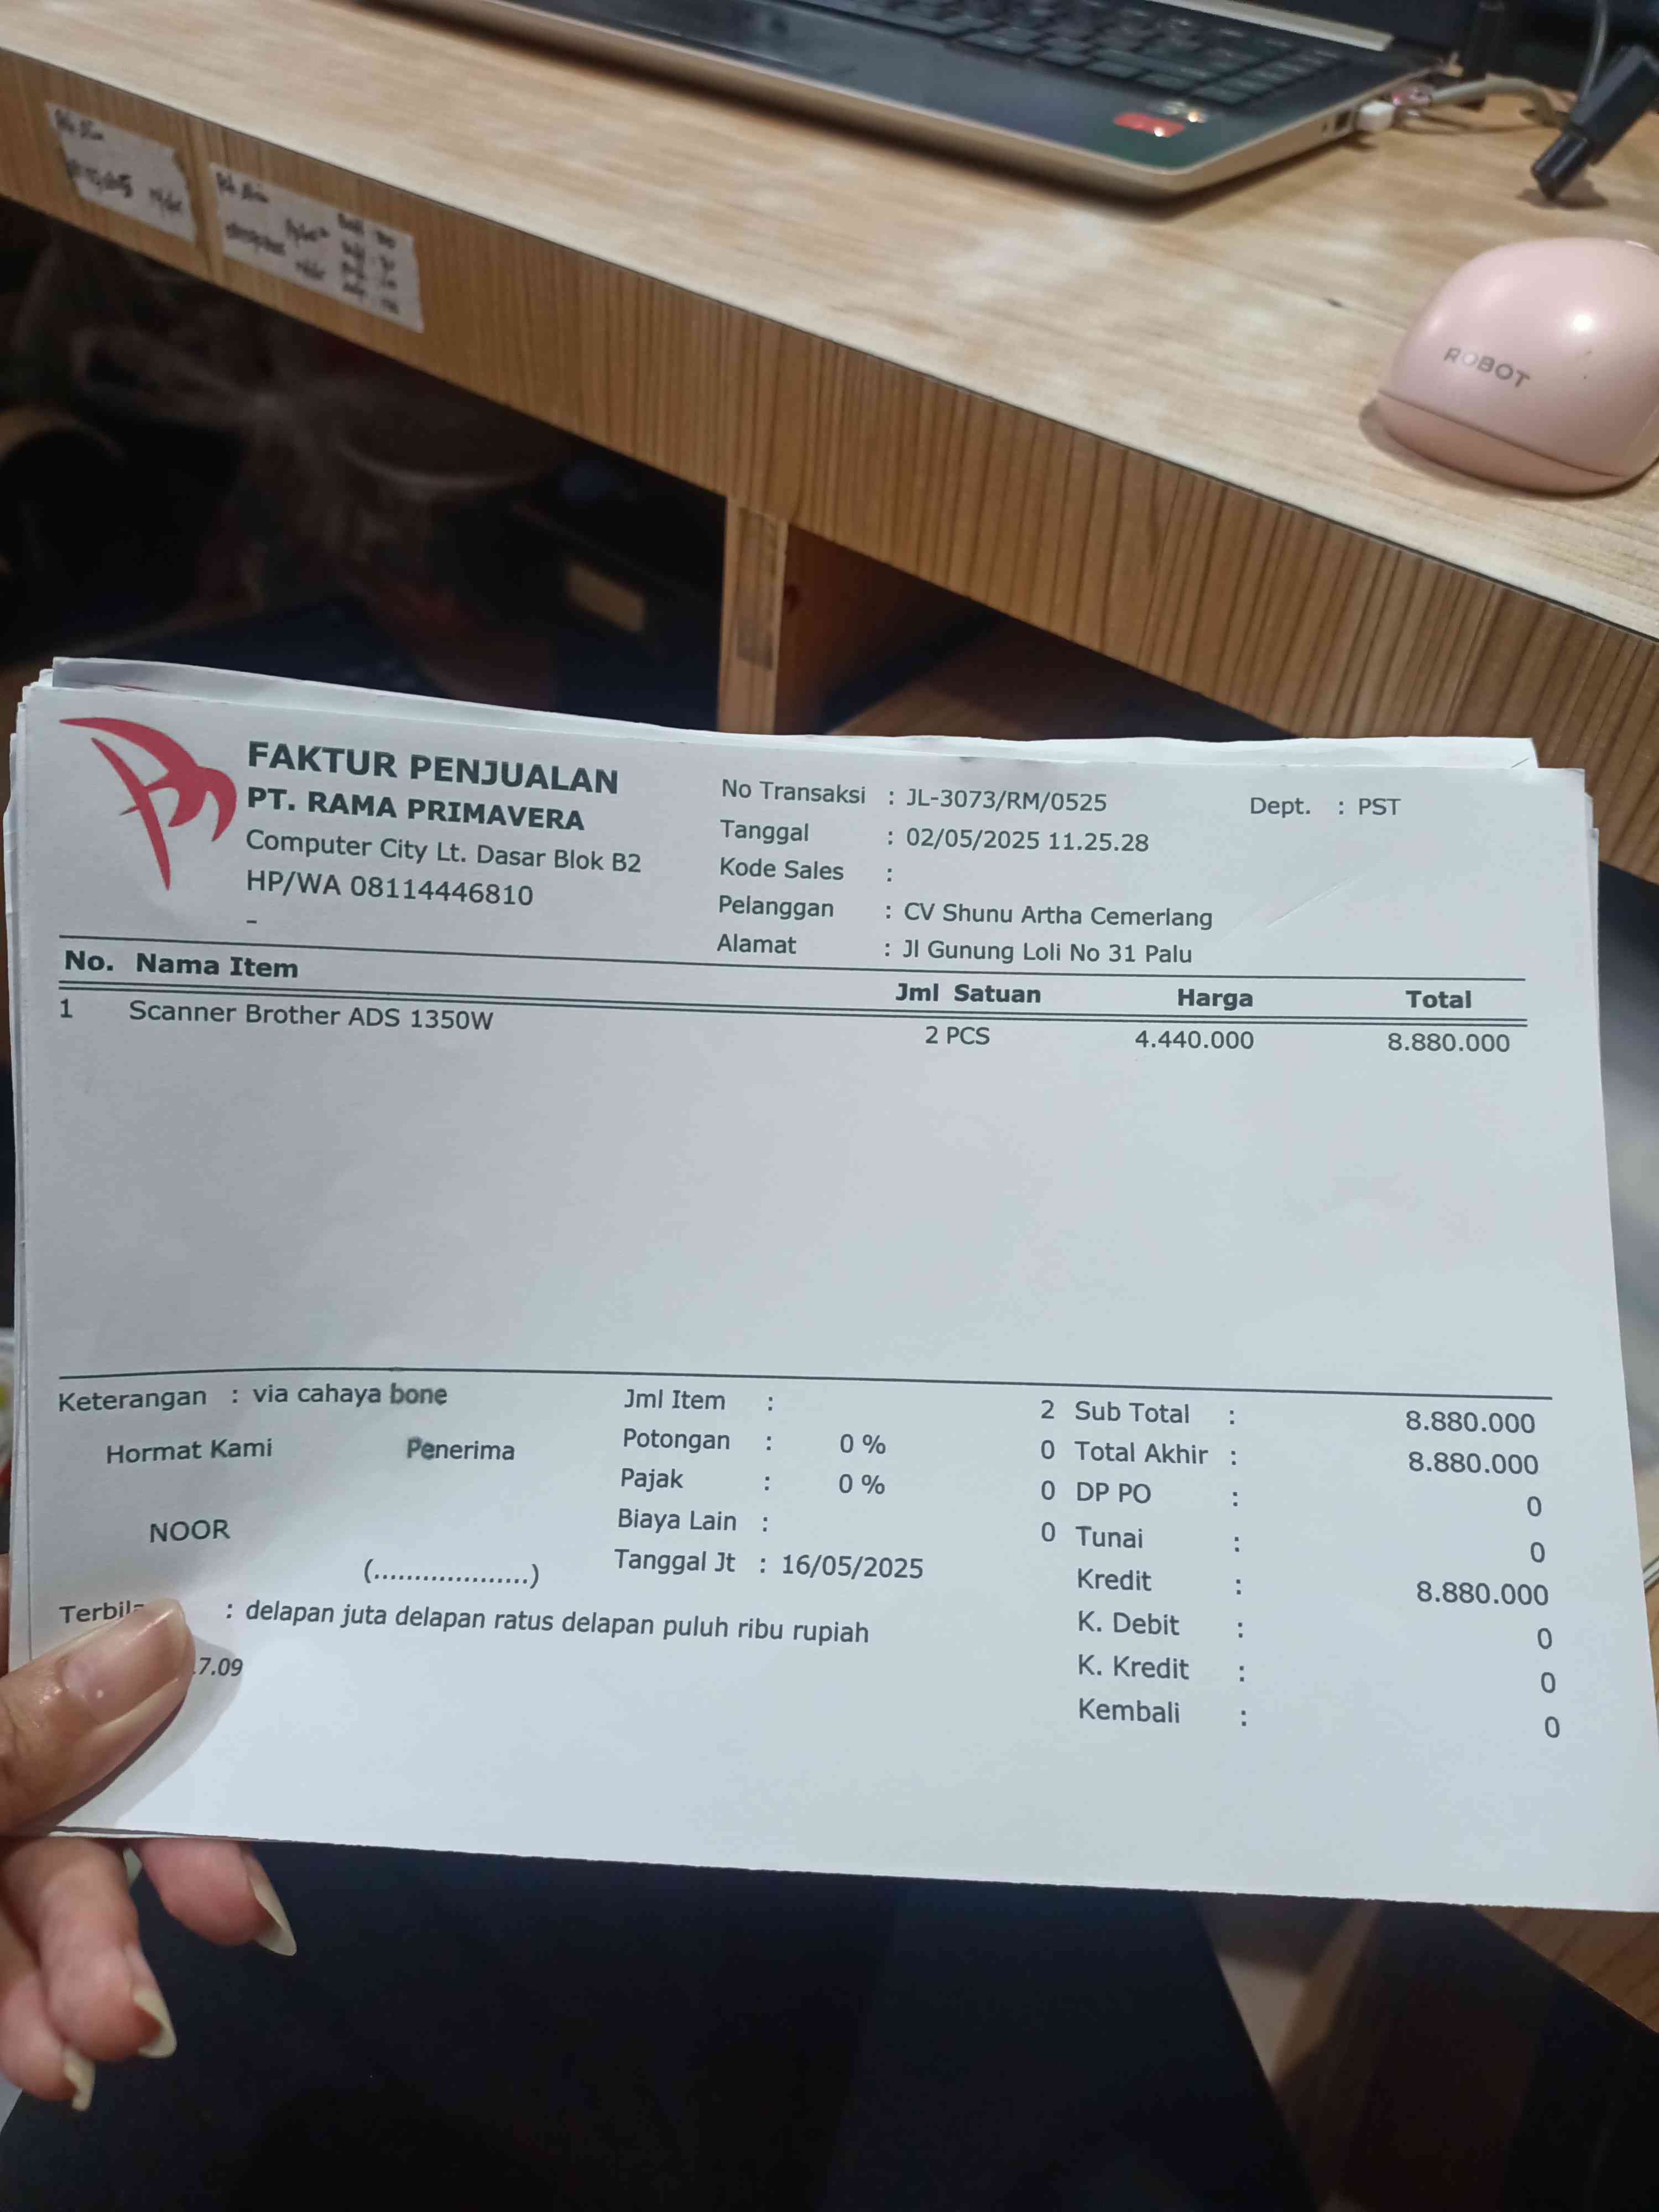 ROBOT
FAKTUR PENJUALAN
PT. RAMA PRIMAVERA
Computer City Lt. Dasar Blok B2
HP/WA 08114446810
-
No Transaksi : JL-3073/RM/0525 Dept. : PST
Tanggal : 02/05/2025 11.25.28
Kode Sales :
Pelanggan : CV Shunu Artha Cemerlang
Alamat : Jl Gunung Loli No 31 Palu
No. Nama Item Jml Satuan Harga Total
1 Scanner Brother ADS 1350W 2 PCS 4.440.000 8.880.000
Keterangan : via cahaya bone
Hormat Kami Penerima
NOOR
(...................)
Jml Item : 2
Potongan : 0 % 0
Pajak : 0 % 0
Biaya Lain : 0
Tanggal Jt : 16/05/2025
Sub Total : 8.880.000
Total Akhir : 8.880.000
DP PO : 0
Tunai : 0
Kredit : 8.880.000
K. Debit : 0
K. Kredit : 0
Kembali : 0
: delapan juta delapan ratus delapan puluh ribu rupiah
7.09